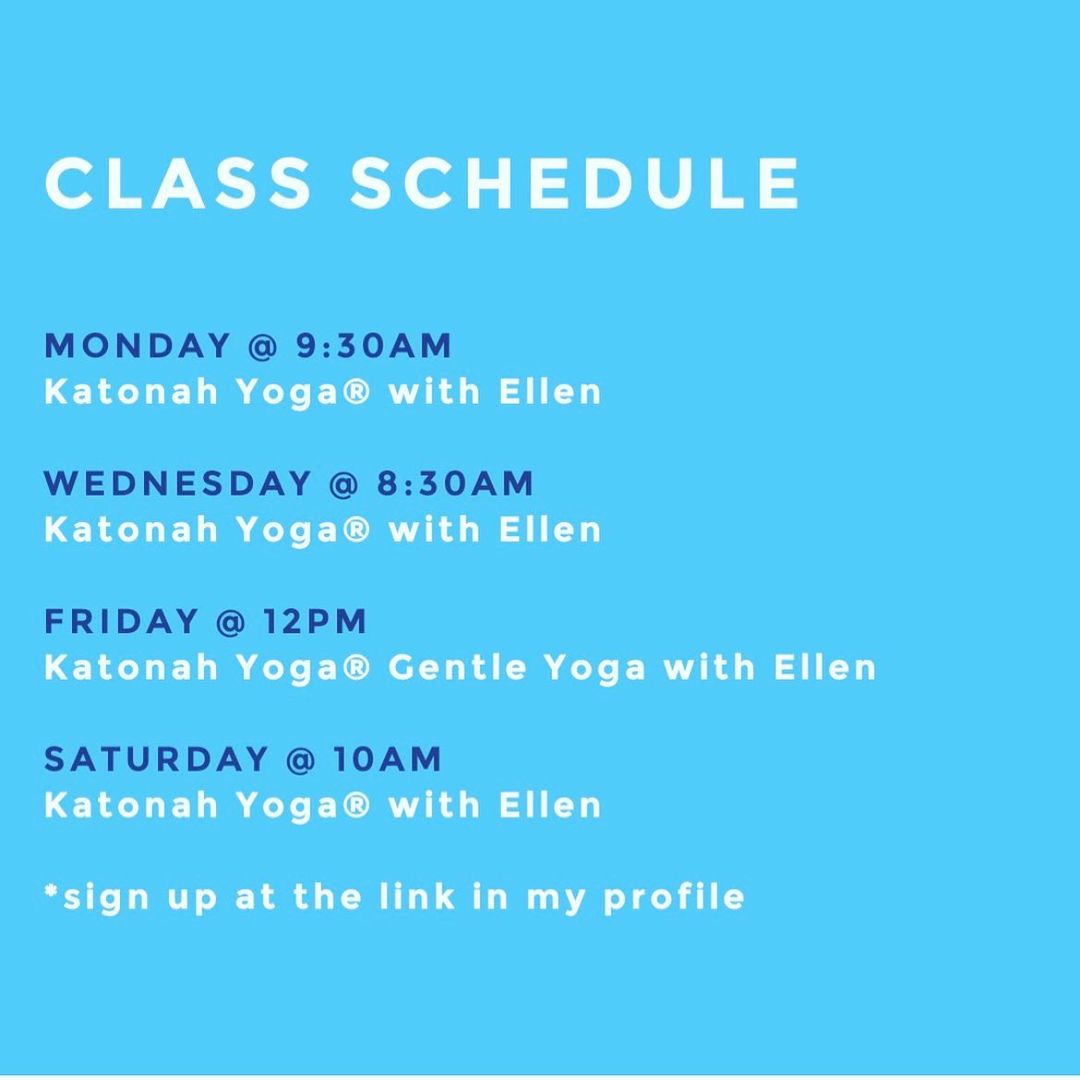 CLASS SCHEDULE
MONDAY @ 9:30AM
Katonah Yoga® with Ellen
WEDNESDAY @ 8:30AM
Katonah Yoga® with Ellen
FRIDAY @ 12PM
Katonah Yoga® Gentle Yoga with Ellen
SATURDAY @ 10AM
Katonah Yoga® with Ellen
*sign up at the link in my profile